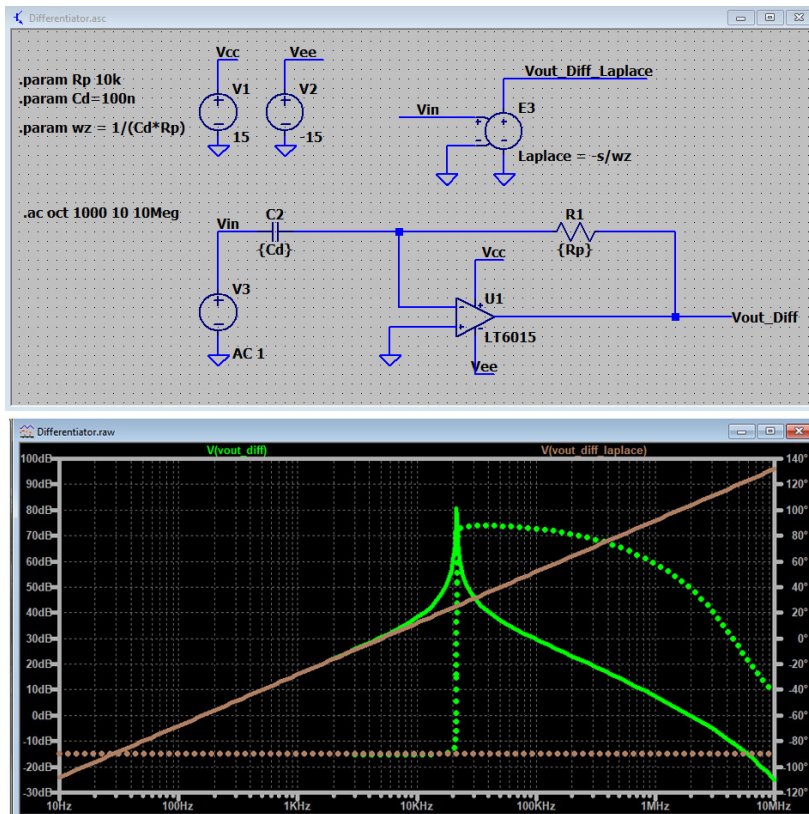 Differentiator.asc
Vcc
Vee
Vout_Diff_Laplace
.param Rp 10k
.param Cd=100n
.param wz = 1/(Cd*Rp)
V1
V2
Vin
E3
15
-15
Laplace = -s/wz
.ac oct 1000 10 10Meg
Vin
C2
R1
{Cd}
{Rp}
Vcc
V3
U1
Vout_Diff
LT6015
AC 1
Vee
Differentiator.raw
V(vout_diff)
V(vout_diff_laplace)
100dB
140°
90dB
120°
80dB
100°
70dB
80°
60dB
60°
50dB
40°
40dB
20°
30dB
0°
20dB
-20°
10dB
-40°
0dB
-60°
-10dB
-80°
-20dB
-100°
-30dB
-120°
10Hz
100Hz
1KHz
10KHz
100KHz
1MHz
10MHz